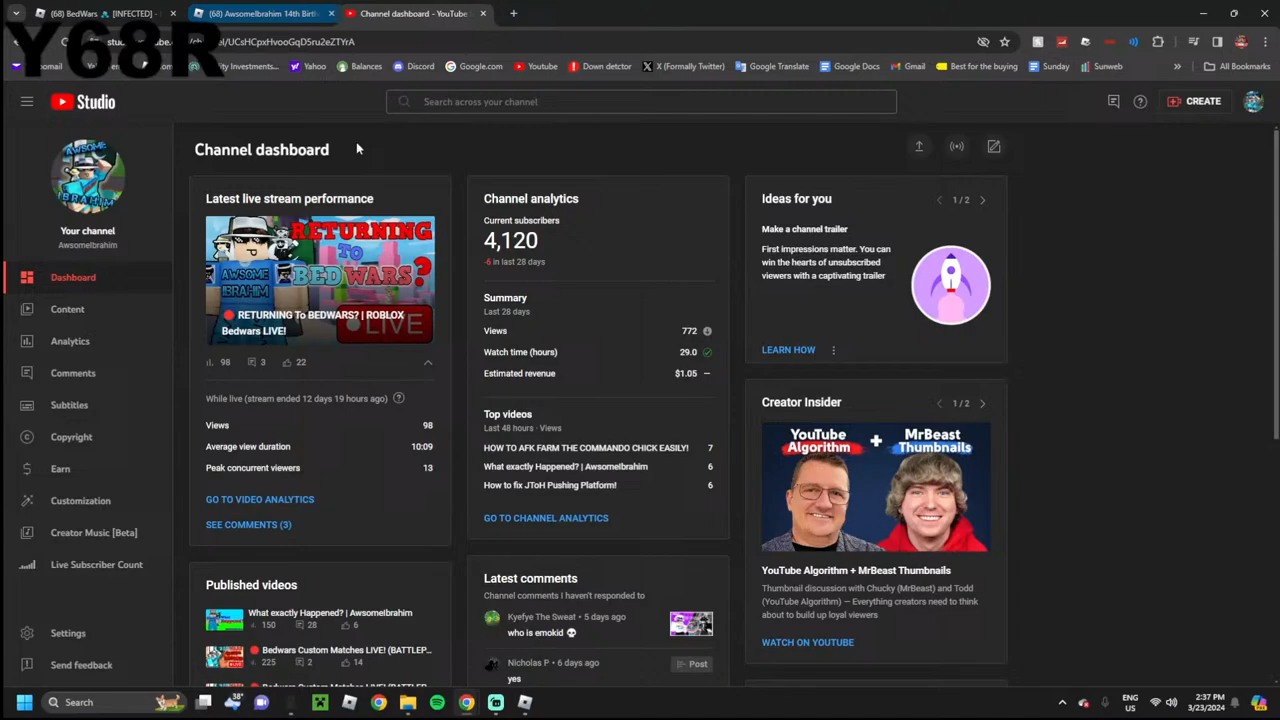 (68) BedWars [INFECTED] -
(68) AwsomeIbrahim 14th Birth
Channel dashboard - YouTube
Y68R
/channel/UCsHCpxHvooGqD5ru2eZTYrA
Yahoo
Balances
Discord
Google.com
Youtube
Down detctor
X (Formally Twitter)
Google Translate
Google Docs
Gmail
Best for the buying
Sunday
Sunweb
All Bookmarks
Studio
Search across your channel
CREATE
Channel dashboard
Your channel
AwsomeIbrahim
Dashboard
Content
Analytics
Comments
Subtitles
Copyright
Earn
Customization
Creator Music [Beta]
Live Subscriber Count
Settings
Send feedback
Latest live stream performance
RETURNING
TO
BEDWARS?
AWSOME
IBRAHIM
LIVE
RETURNING To BEDWARS? | ROBLOX
Bedwars LIVE!
98 3 22
While live (stream ended 12 days 19 hours ago)
Views 98
Average view duration 10:09
Peak concurrent viewers 13
GO TO VIDEO ANALYTICS
SEE COMMENTS (3)
Published videos
What exactly Happened? | AwsomeIbrahim
150 28 6
Bedwars Custom Matches LIVE! (BATTLEP...
225 2 14
Channel analytics
Current subscribers
4,120
-6 in last 28 days
Summary
Last 28 days
Views 772
Watch time (hours) 29.0
Estimated revenue $1.05 —
Top videos
Last 48 hours · Views
HOW TO AFK FARM THE COMMANDO CHICK EASILY! 7
What exactly Happened? | AwsomeIbrahim 6
How to fix JToH Pushing Platform! 6
GO TO CHANNEL ANALYTICS
Latest comments
Channel comments I haven't responded to
Kyefye The Sweat • 5 days ago
who is emokid
Nicholas P • 6 days ago
yes
Post
Ideas for you
1 / 2
Make a channel trailer
First impressions matter. You can
win the hearts of unsubscribed
viewers with a captivating trailer
LEARN HOW
Creator Insider
1 / 2
YouTube Algorithm + MrBeast Thumbnails
YouTube Algorithm + MrBeast Thumbnails
Thumbnail discussion with Chucky (MrBeast) and Todd
(YouTube Algorithm) — Everything creators need to think
about to build up loyal viewers
WATCH ON YOUTUBE
Search
38°
ENG
US
2:37 PM
3/23/2024